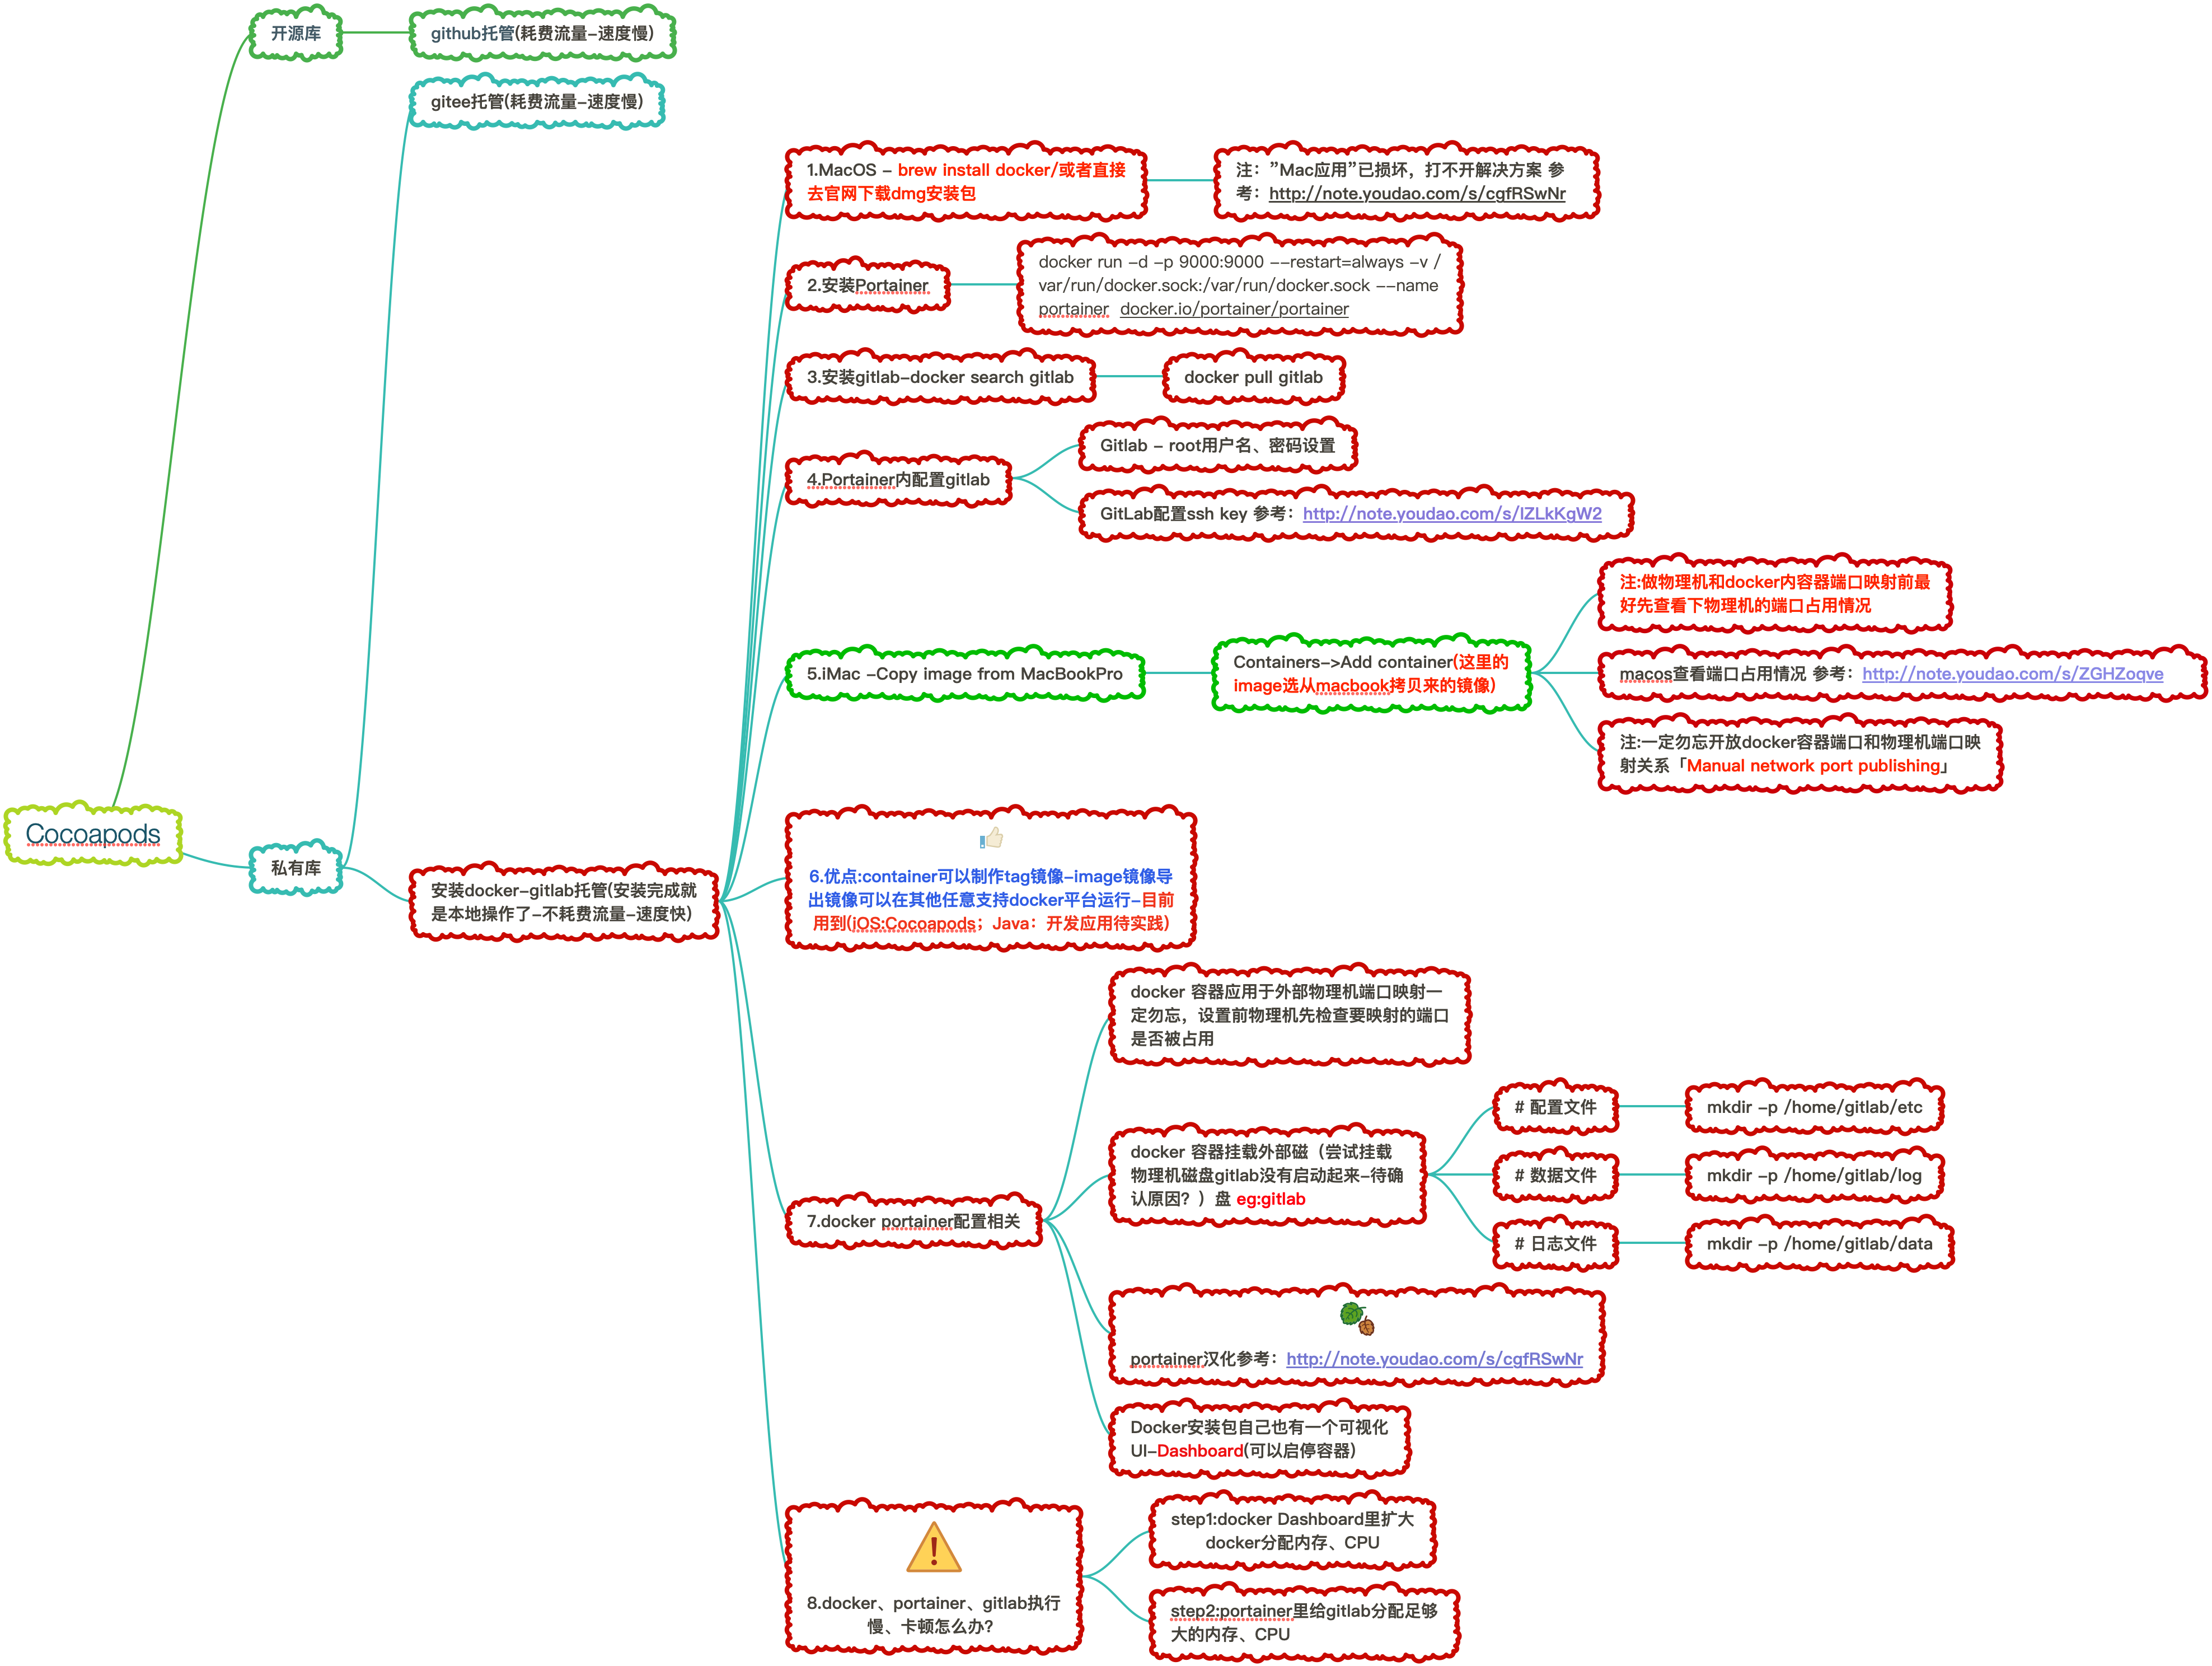 Cocoapods
开源库
github托管(耗费流量-速度慢)
私有库
gitee托管(耗费流量-速度慢)
安装docker-gitlab托管(安装完成就
是本地操作了-不耗费流量-速度快)
1.MacOS - brew install docker/或者直接
去官网下载dmg安装包
注：”Mac应用”已损坏，打不开解决方案 参
考：http://note.youdao.com/s/cgfRSwNr
2.安装Portainer
docker run -d -p 9000:9000 --restart=always -v /
var/run/docker.sock:/var/run/docker.sock --name
portainer docker.io/portainer/portainer
3.安装gitlab-docker search gitlab
docker pull gitlab
4.Portainer内配置gitlab
Gitlab - root用户名、密码设置
GitLab配置ssh key 参考：http://note.youdao.com/s/IZLkKgW2
5.iMac -Copy image from MacBookPro
Containers->Add container(这里的
image选从macbook拷贝来的镜像)
注:做物理机和docker内容器端口映射前最
好先查看下物理机的端口占用情况
macos查看端口占用情况 参考：http://note.youdao.com/s/ZGHZoqve
注:一定勿忘开放docker容器端口和物理机端口映
射关系「Manual network port publishing」
6.优点:container可以制作tag镜像-image镜像导
出镜像可以在其他任意支持docker平台运行-目前
用到(iOS:Cocoapods；Java：开发应用待实践)
7.docker portainer配置相关
docker 容器应用于外部物理机端口映射一
定勿忘，设置前物理机先检查要映射的端口
是否被占用
docker 容器挂载外部磁（尝试挂载
物理机磁盘gitlab没有启动起来-待确
认原因？）盘 eg:gitlab
# 配置文件
mkdir -p /home/gitlab/etc
# 数据文件
mkdir -p /home/gitlab/log
# 日志文件
mkdir -p /home/gitlab/data
portainer汉化参考：http://note.youdao.com/s/cgfRSwNr
Docker安装包自己也有一个可视化
UI-Dashboard(可以启停容器)
8.docker、portainer、gitlab执行
慢、卡顿怎么办?
step1:docker Dashboard里扩大
docker分配内存、CPU
step2:portainer里给gitlab分配足够
大的内存、CPU